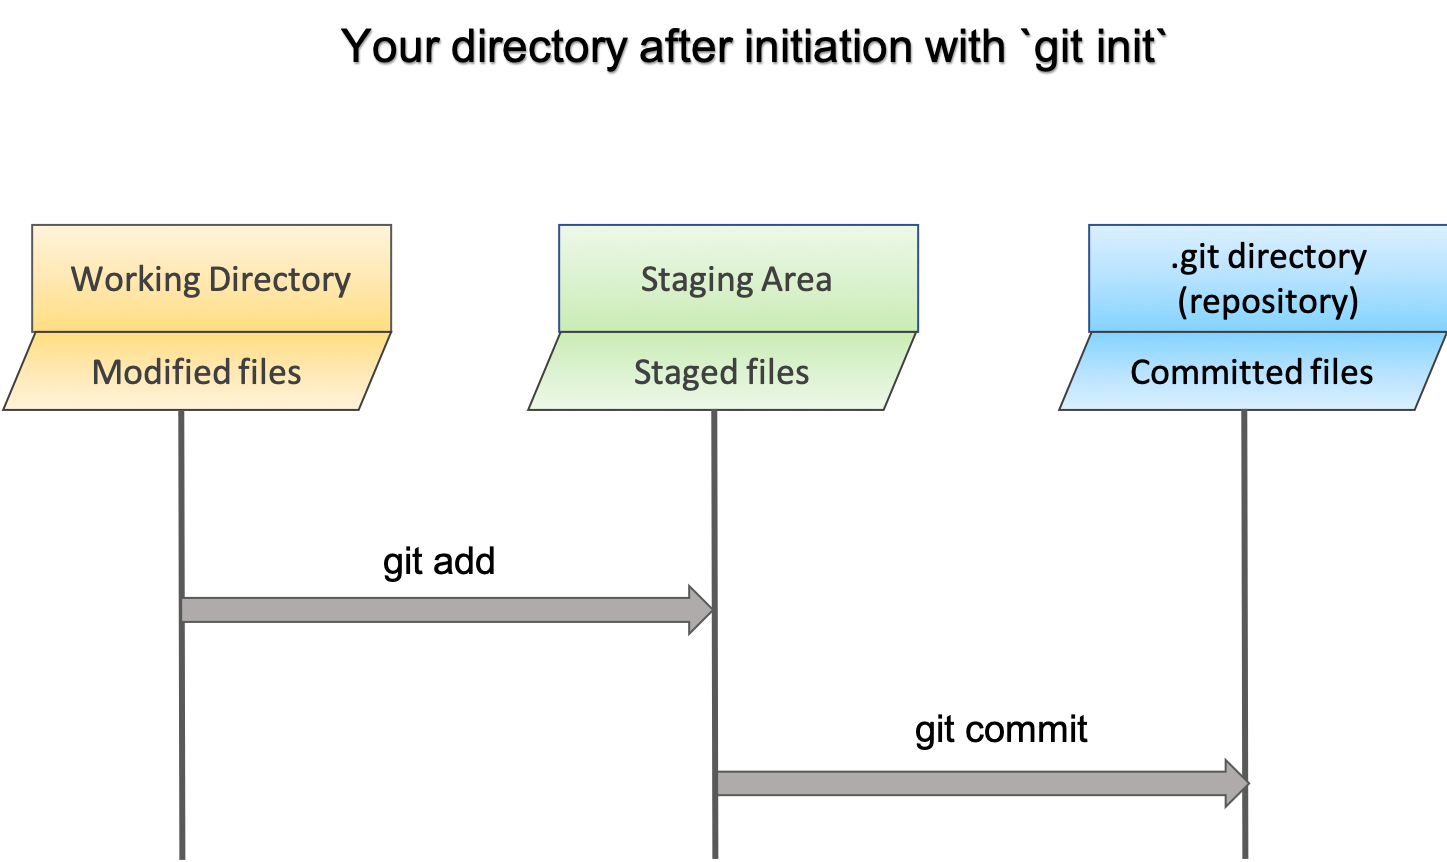 Your directory after initiation with `git init`
Working Directory
Staging Area
.git directory
(repository)
Modified files
Staged files
Committed files
git add
git commit